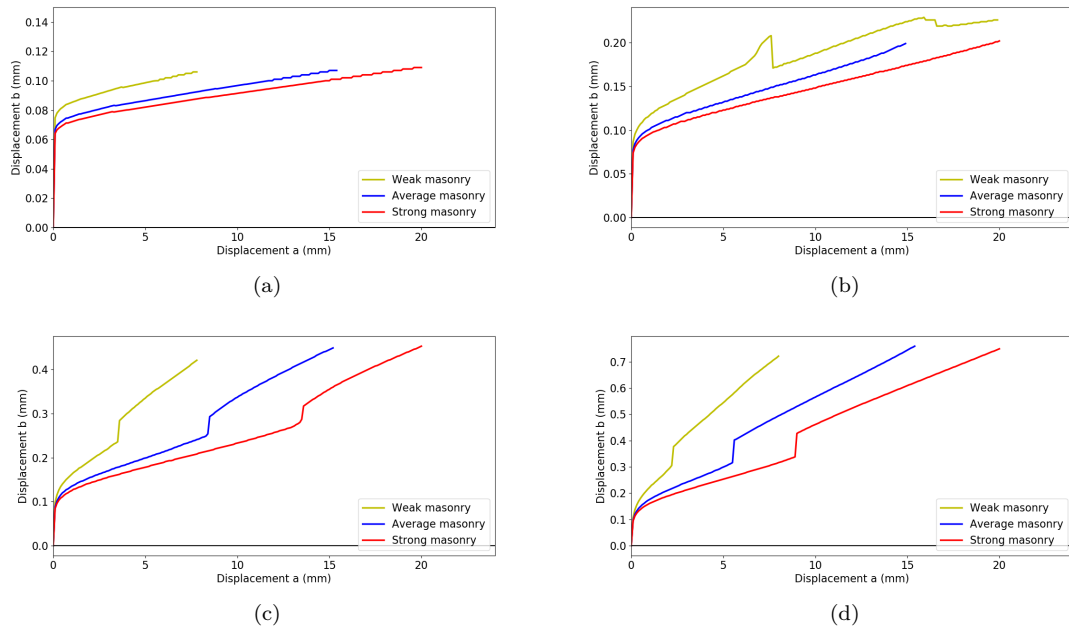 0.14
0.12
0.10
0.08
0.06
0.04
0.02
0.00
Displacement b (mm)
Weak masonry
Average masonry
Strong masonry
0 5 10 15 20
Displacement a (mm)
(a)
0.20
0.15
0.10
0.05
0.00
Displacement b (mm)
Weak masonry
Average masonry
Strong masonry
0 5 10 15 20
Displacement a (mm)
(b)
0.4
0.3
0.2
0.1
0.0
Displacement b (mm)
Weak masonry
Average masonry
Strong masonry
0 5 10 15 20
Displacement a (mm)
(c)
0.7
0.6
0.5
0.4
0.3
0.2
0.1
0.0
Displacement b (mm)
Weak masonry
Average masonry
Strong masonry
0 5 10 15 20
Displacement a (mm)
(d)